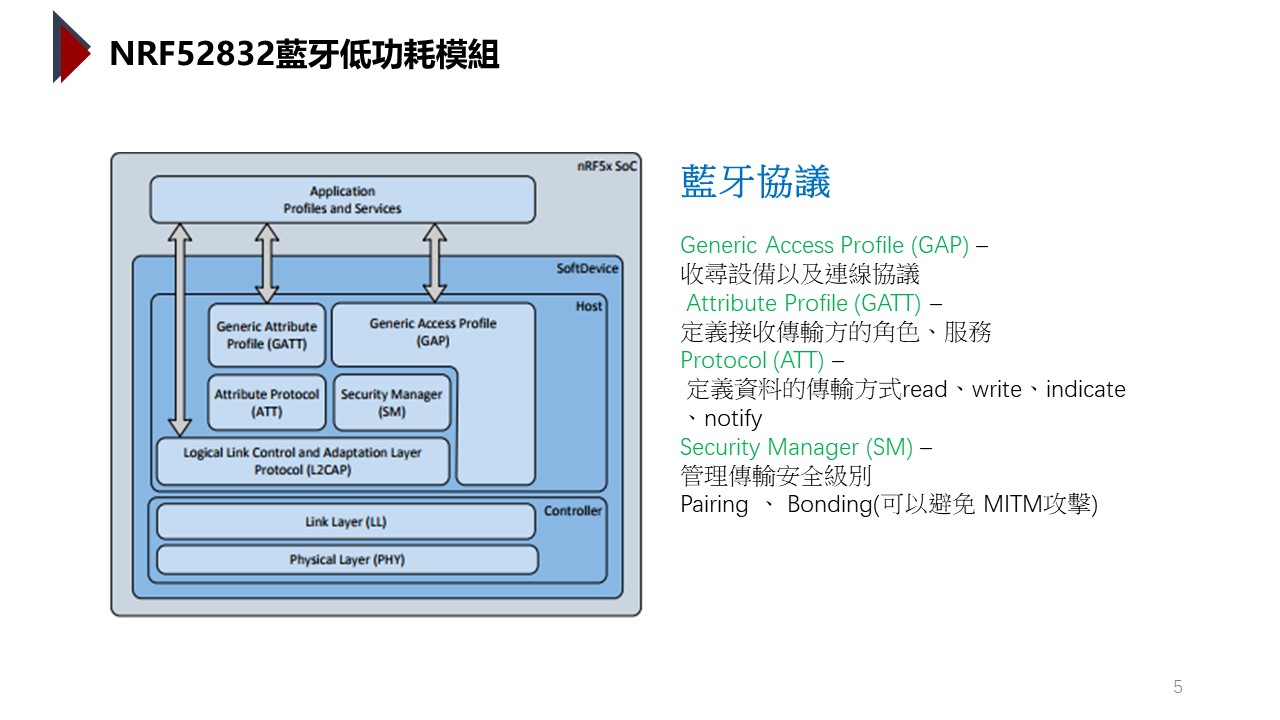 NRF52832藍牙低功耗模組
nRF5x SoC
Application
Profiles and Services
SoftDevice
Host
Generic Attribute
Profile (GATT)
Generic Access Profile
(GAP)
Attribute Protocol
(ATT)
Security Manager
(SM)
Logical Link Control and Adaptation Layer
Protocol (L2CAP)
Controller
Link Layer (LL)
Physical Layer (PHY)
藍牙協議
Generic Access Profile (GAP) –
收尋設備以及連線協議
Attribute Profile (GATT) –
定義接收傳輸方的角色、服務
Protocol (ATT) –
定義資料的傳輸方式read、write、indicate
、notify
Security Manager (SM) –
管理傳輸安全級別
Pairing 、 Bonding(可以避免 MITM攻擊)
5